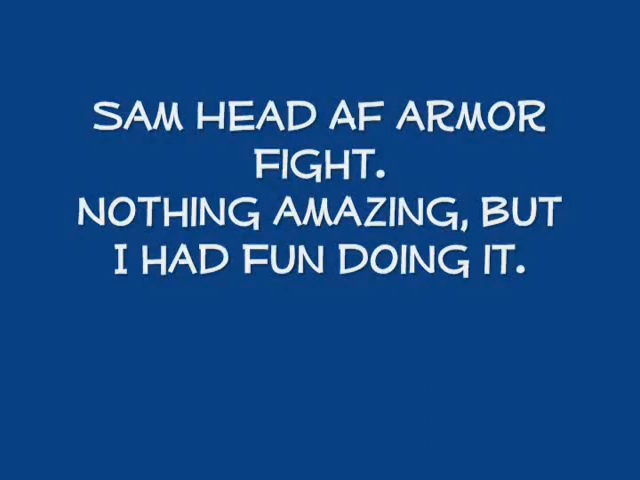 SAM HEAD AF ARMOR
FIGHT.
NOTHING AMAZING, BUT
I HAD FUN DOING IT.